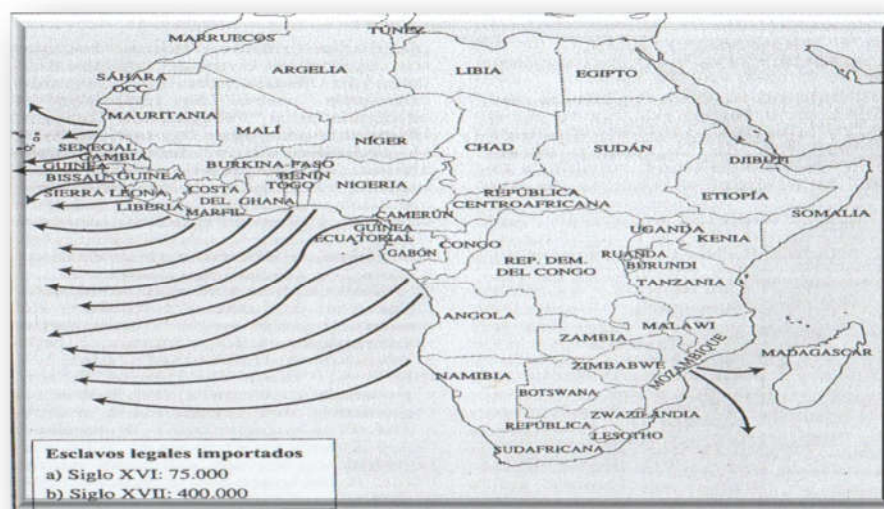 MARRUECOS
TÚNEZ
ARGELIA
LIBIA
EGIPTO
SÁHARA
OCC.
MAURITANIA
MALÍ
NÍGER
CHAD
SUDÁN
SENEGAL
GAMBIA
GUINEA
BISSAU
GUINEA
BURKINA FASO
BENÍN
TOGO
NIGERIA
DJIBUTI
SIERRA LEONA
COSTA
DEL
MARFIL
GHANA
LIBERIA
ETIOPÍA
SOMALIA
REPÚBLICA
CENTROAFRICANA
CAMERÚN
GUINEA
ECUATORIAL
GABÓN
CONGO
UGANDA
KENIA
RUANDA
BURUNDI
REP. DEM.
DEL CONGO
TANZANIA
ANGOLA
MALAWI
ZAMBIA
MADAGASCAR
MOZAMBIQUE
ZIMBABWE
NAMIBIA
BOTSWANA
ZWAZILANDIA
REPÚBLICA
LESOTHO
SUDAFRICANA
Esclavos legales importados
a) Siglo XVI: 75.000
b) Siglo XVII: 400.000